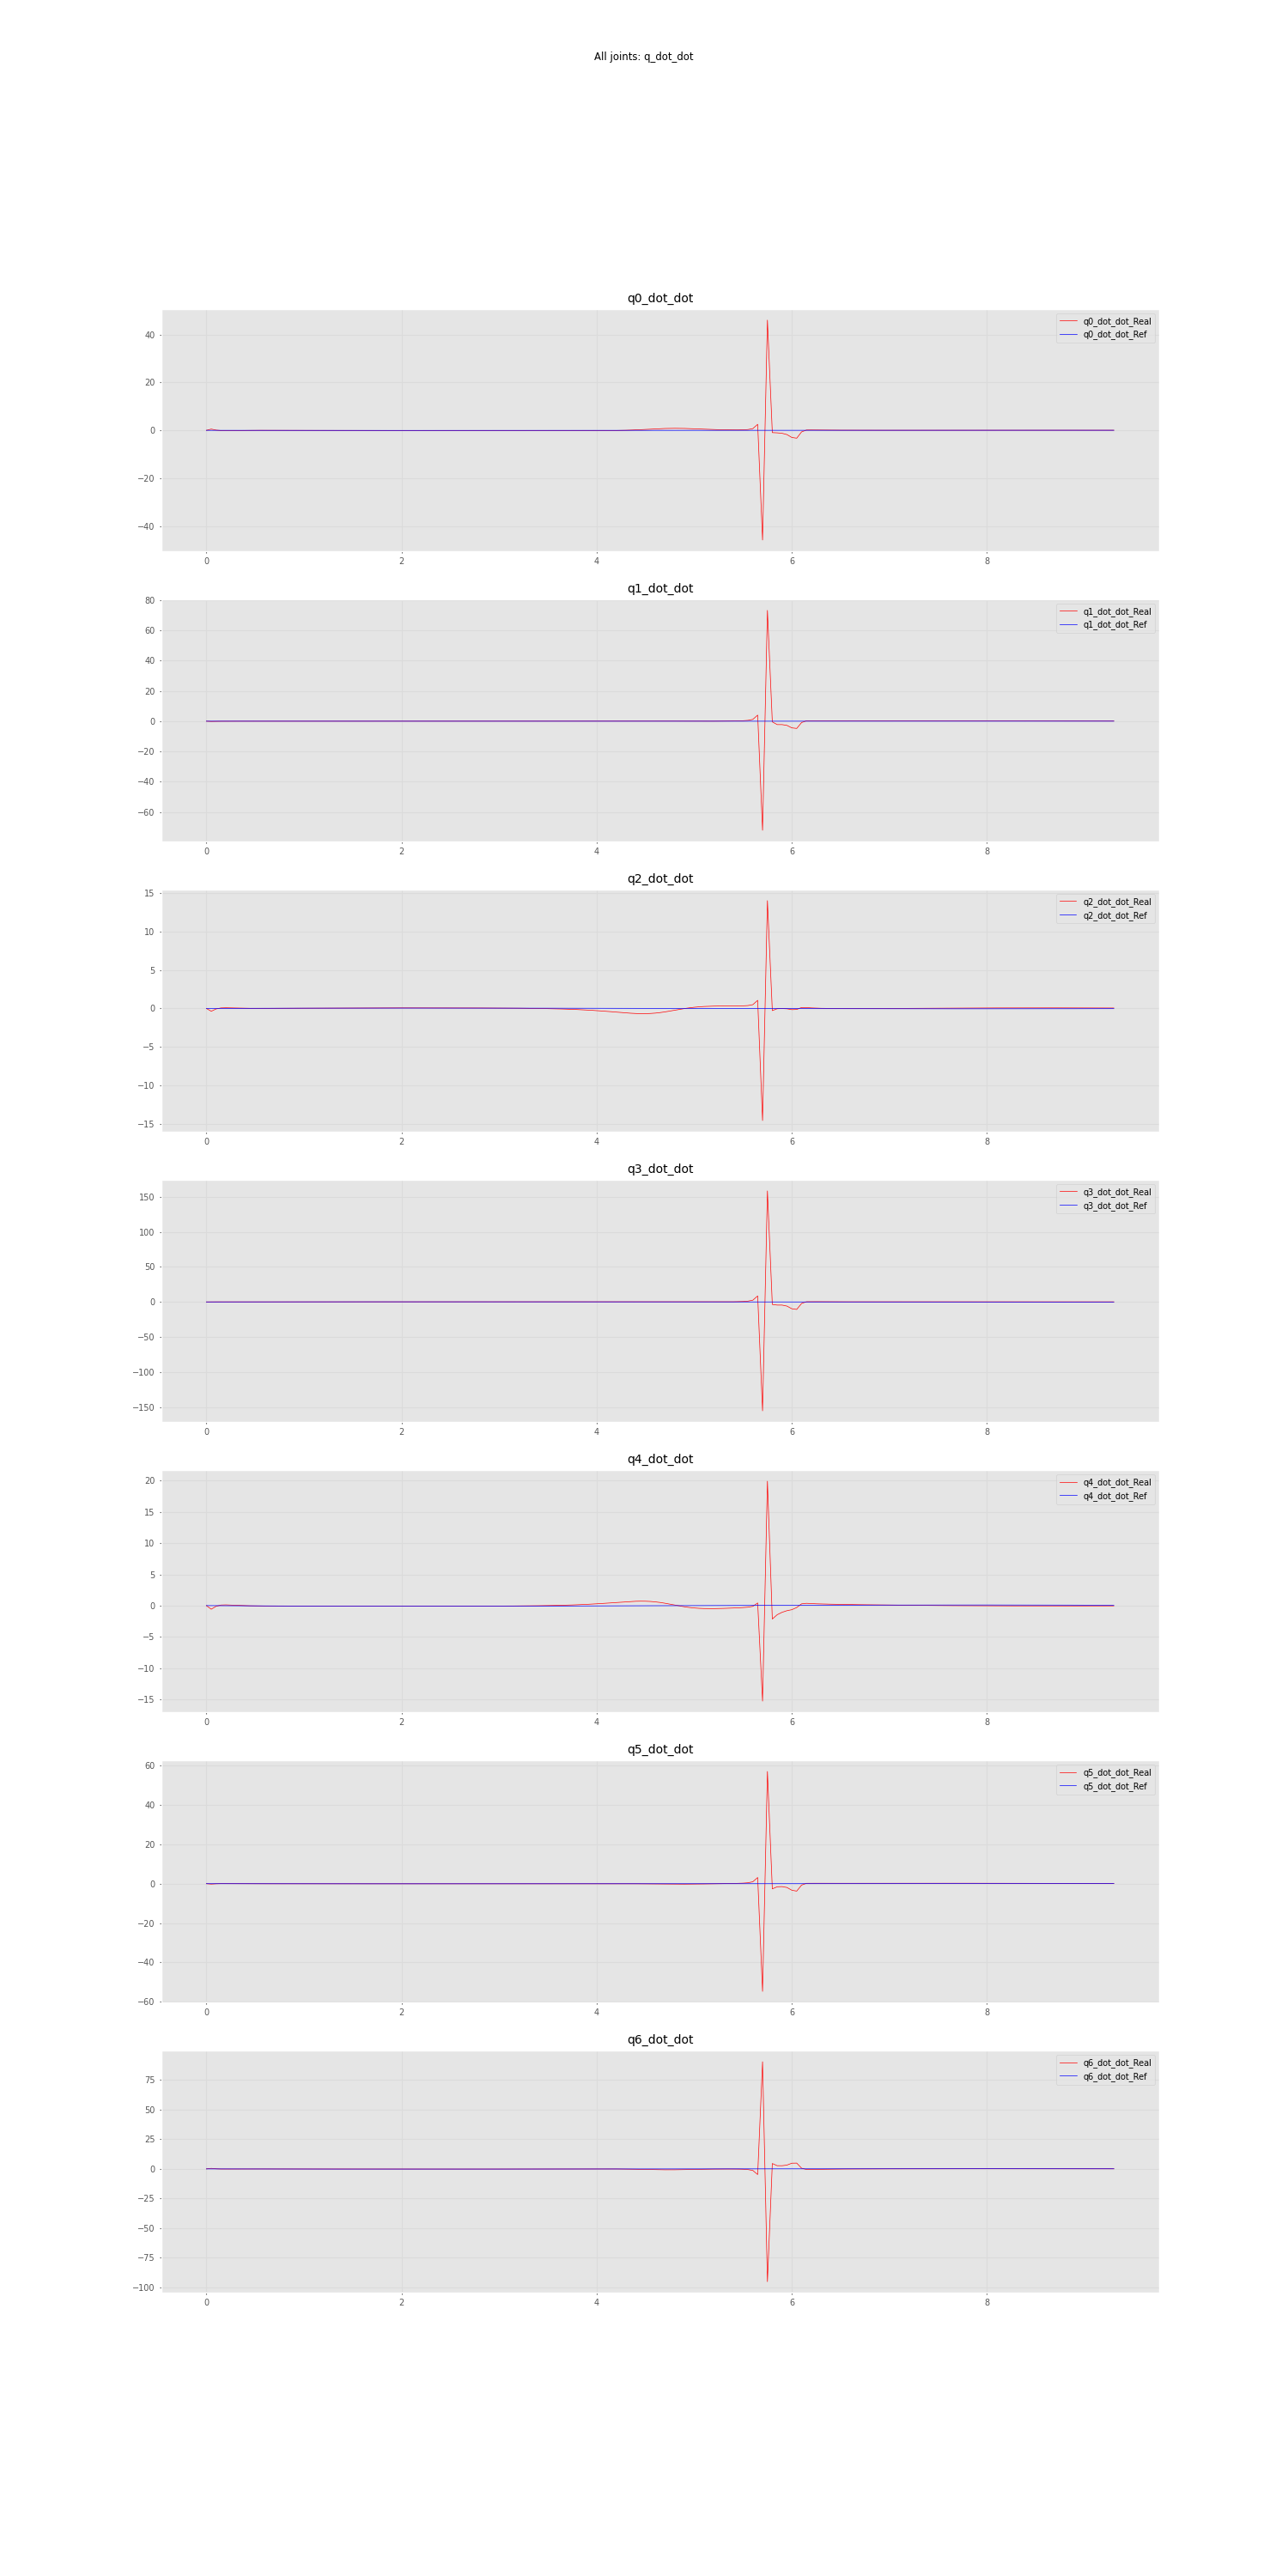 All joints: q_dot_dot
q0_dot_dot
q0_dot_dot_Real
q0_dot_dot_Ref
40
20
0
−20
−40
0 2 4 6 8
q1_dot_dot
q1_dot_dot_Real
q1_dot_dot_Ref
80
60
40
20
0
−20
−40
−60
0 2 4 6 8
q2_dot_dot
q2_dot_dot_Real
q2_dot_dot_Ref
15
10
5
0
−5
−10
−15
0 2 4 6 8
q3_dot_dot
q3_dot_dot_Real
q3_dot_dot_Ref
150
100
50
0
−50
−100
−150
0 2 4 6 8
q4_dot_dot
q4_dot_dot_Real
q4_dot_dot_Ref
20
15
10
5
0
−5
−10
−15
0 2 4 6 8
q5_dot_dot
q5_dot_dot_Real
q5_dot_dot_Ref
60
40
20
0
−20
−40
−60
0 2 4 6 8
q6_dot_dot
q6_dot_dot_Real
q6_dot_dot_Ref
75
50
25
0
−25
−50
−75
−100
0 2 4 6 8